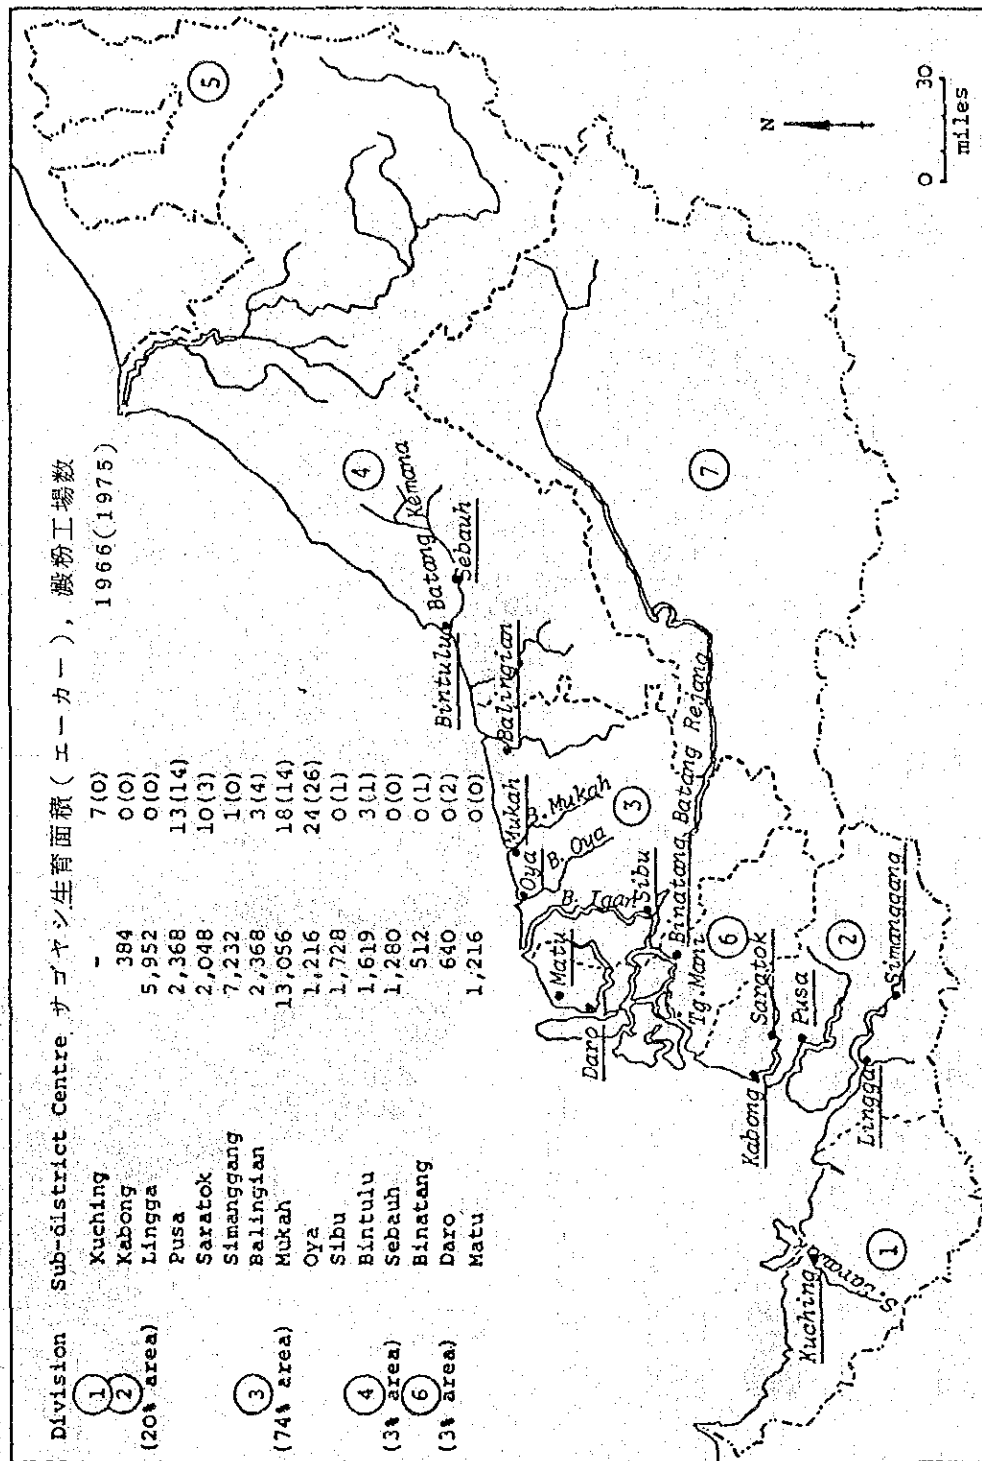 Division Sub-district Centre サゴヤシ生育面積(エーカー), 澱粉工場数
1966(1975)
① Kuching - 7(0)
② Kabong 384 0(0)
(20% area) Lingga 5,952 0(0)
Pusa 2,368 13(14)
Saratok 2,048 10(3)
Simanggang 7,232 1(0)
③ Balingian 2,368 3(4)
(74% area) Mukah 13,056 18(14)
Oya 1,216 24(26)
Sibu 1,728 0(1)
④ Bintulu 1,619 3(1)
(3% area) Sebauh 1,280 0(0)
⑥ Binatang 512 0(1)
(3% area) Daro 640 0(2)
Matu 1,216 0(0)
⑤
④
Batang Kemana
Sebauh
Bintulu
Balingian
Mukah
B. Mukah
Oya
B. Oya
③
⑦
Matu
B. Igan
Sibu
Daro
Binatang
Batang Rejang
Tg.Mani
⑥
Kabong
Saratok
Pusa
②
Lingga
Simanggang
Kuching
①
N
0 30
miles